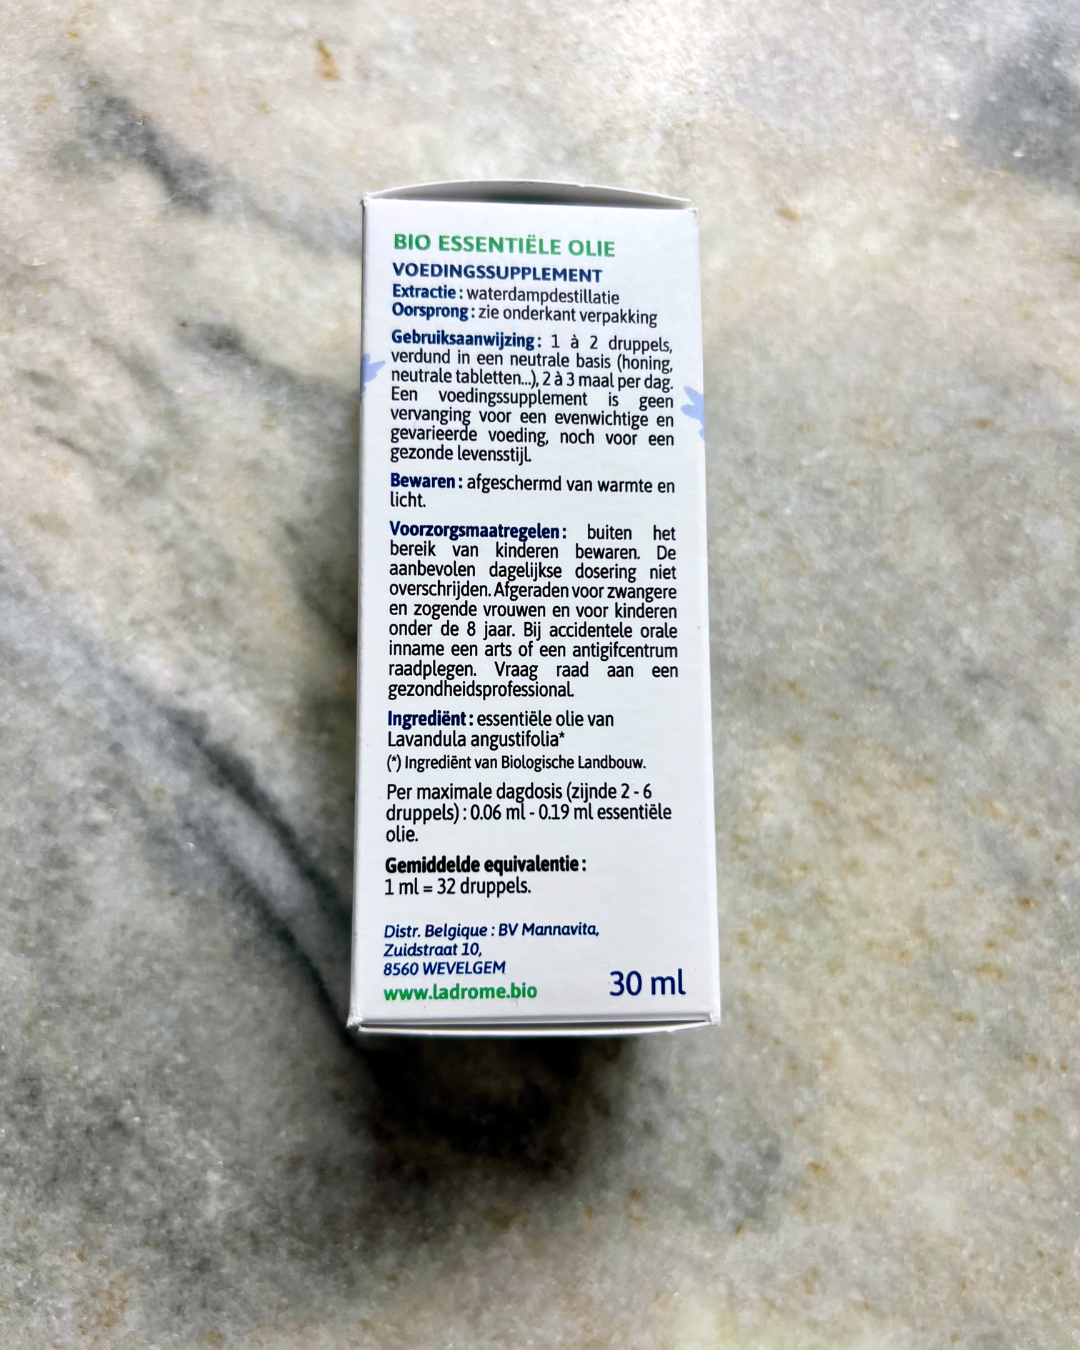 BIO ESSENTIËLE OLIE
VOEDINGSSUPPLEMENT
Extractie : waterdampdestillatie
Oorsprong : zie onderkant verpakking
Gebruiksaanwijzing : 1 à 2 druppels,
verdund in een neutrale basis (honing,
neutrale tabletten...), 2 à 3 maal per dag.
Een voedingssupplement is geen
vervanging voor een evenwichtige en
gevarieerde voeding, noch voor een
gezonde levensstijl.
Bewaren : afgeschermd van warmte en
licht.
Voorzorgsmaatregelen : buiten het
bereik van kinderen bewaren. De
aanbevolen dagelijkse dosering niet
overschrijden. Afgeraden voor zwangere
en zogende vrouwen en voor kinderen
onder de 8 jaar. Bij accidentele orale
inname een arts of een antigifcentrum
raadplegen. Vraag raad aan een
gezondheidsprofessional.
Ingrediënt : essentiële olie van
Lavandula angustifolia*
(*) Ingrediënt van Biologische Landbouw.
Per maximale dagdosis (zijnde 2 - 6
druppels) : 0.06 ml - 0.19 ml essentiële
olie.
Gemiddelde equivalentie :
1 ml = 32 druppels.
Distr. Belgique : BV Mannavita,
Zuidstraat 10,
8560 WEVELGEM
www.ladrome.bio
30 ml